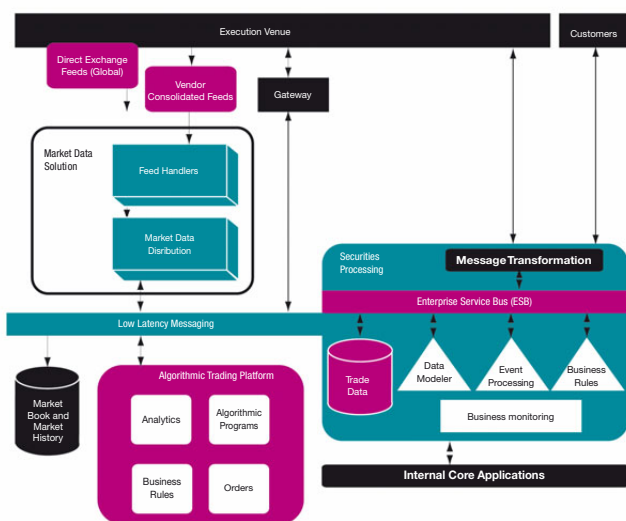 Execution Venue
Customers
Direct Exchange
Feeds (Global)
Vendor
Consolidated Feeds
Gateway
Market Data
Solution
Feed Handlers
Market Data
Disribution
Securities
Processing
Message Transformation
Enterprise Service Bus (ESB)
Low Latency Messaging
Trade
Data
Data
Modeler
Event
Processing
Business
Rules
Business monitoring
Market
Book and
Market
History
Algorithmic Trading Platform
Analytics
Algorithmic
Programs
Business
Rules
Orders
Internal Core Applications